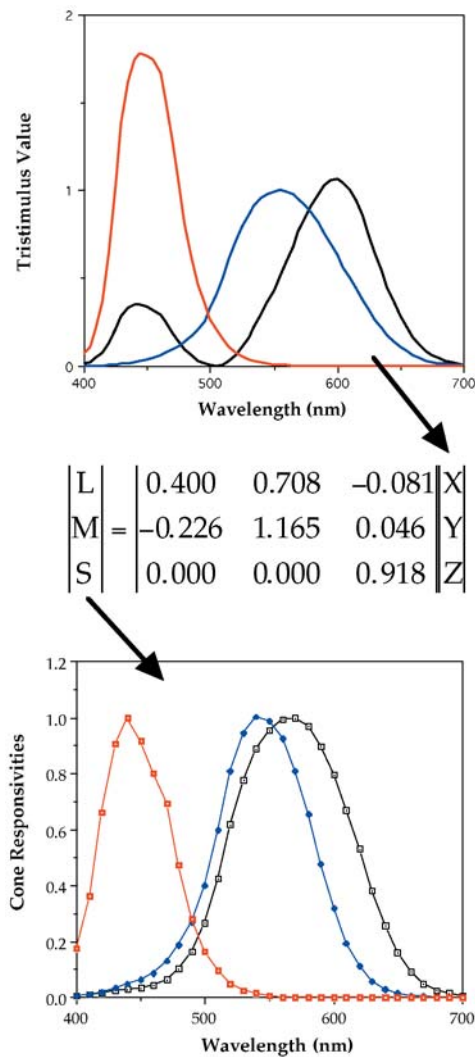 2
Tristimulus Value
1
0
400 500 600 700
Wavelength (nm)
|L| |0.400 0.708 −0.081||X|
|M| = |−0.226 1.165 0.046||Y|
|S| |0.000 0.000 0.918||Z|
1.2
1.0
0.8
Cone Responsivities
0.6
0.4
0.2
0.0
400 500 600 700
Wavelength (nm)